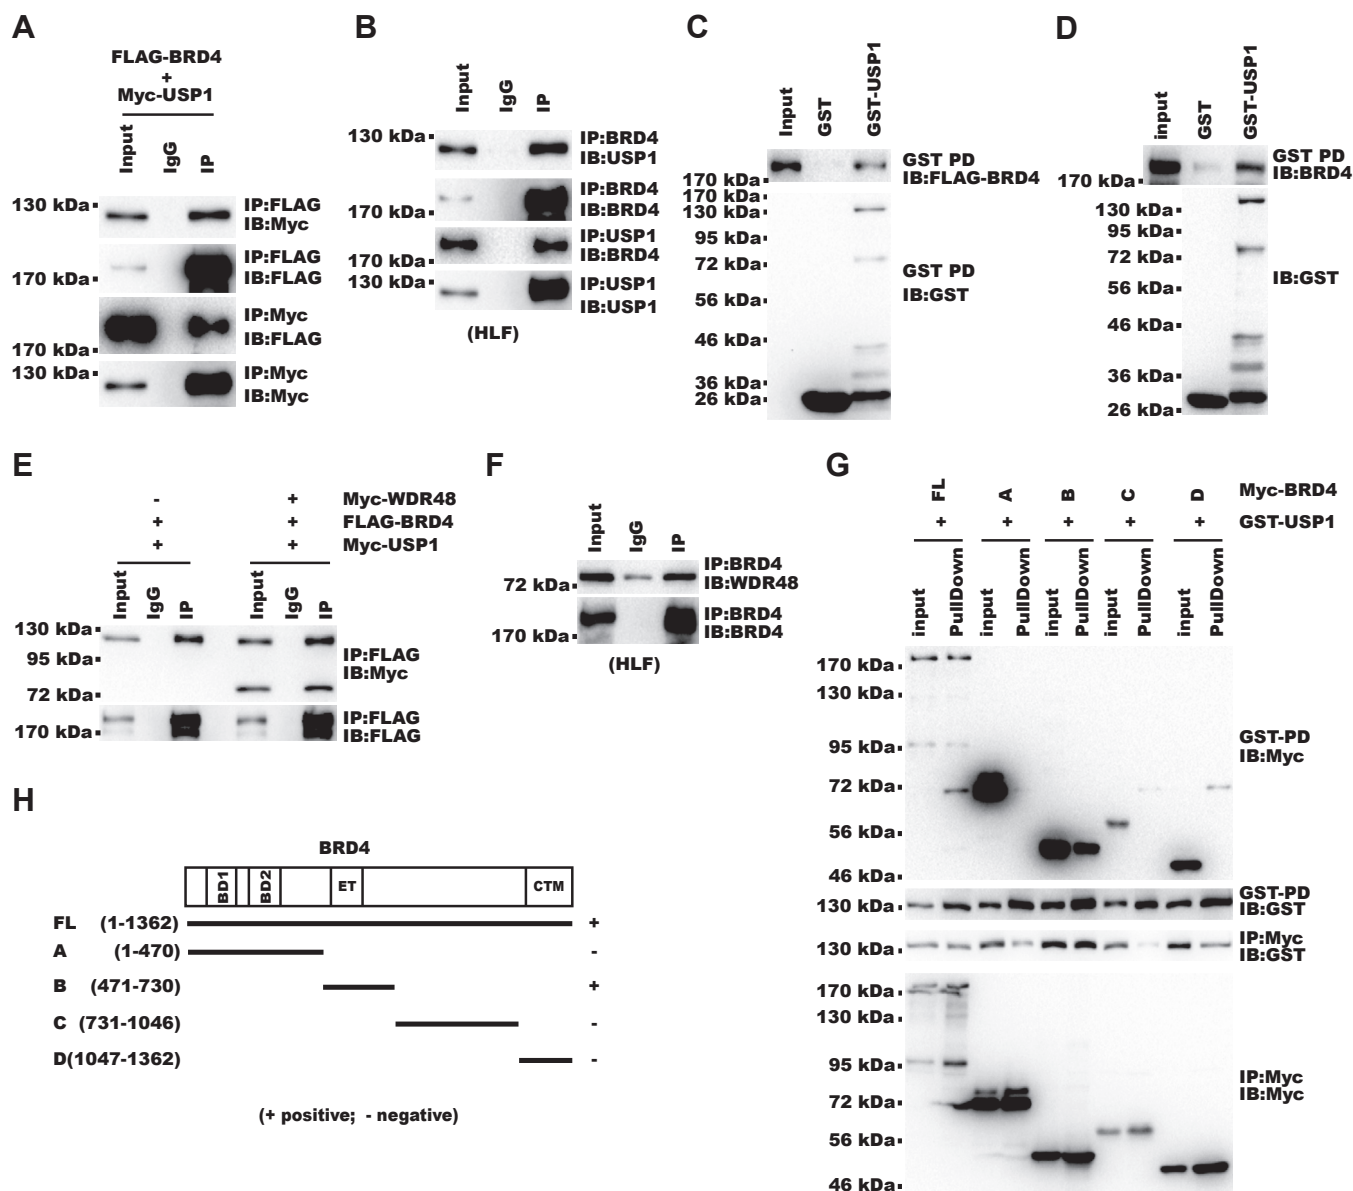 A
FLAG-BRD4
+
Myc-USP1
Input
IgG
IP
130 kDa
IP:FLAG
IB:Myc
170 kDa
IP:FLAG
IB:FLAG
170 kDa
IP:Myc
IB:FLAG
130 kDa
IP:Myc
IB:Myc
B
Input
IgG
IP
130 kDa
IP:BRD4
IB:USP1
170 kDa
IP:BRD4
IB:BRD4
170 kDa
IP:USP1
IB:BRD4
130 kDa
IP:USP1
IB:USP1
(HLF)
C
Input
GST
GST-USP1
170 kDa
GST PD
IB:FLAG-BRD4
170 kDa
130 kDa
95 kDa
72 kDa
56 kDa
46 kDa
36 kDa
26 kDa
GST PD
IB:GST
D
input
GST
GST-USP1
170 kDa
GST PD
IB:BRD4
130 kDa
95 kDa
72 kDa
56 kDa
46 kDa
36 kDa
26 kDa
IB:GST
E
- + Myc-WDR48
+ + FLAG-BRD4
+ + Myc-USP1
Input
IgG
IP
Input
IgG
IP
130 kDa
95 kDa
72 kDa
IP:FLAG
IB:Myc
170 kDa
IP:FLAG
IB:FLAG
F
Input
IgG
IP
72 kDa
IP:BRD4
IB:WDR48
170 kDa
IP:BRD4
IB:BRD4
(HLF)
G
FL A B C D Myc-BRD4
+ + + + + GST-USP1
input
PullDown
input
PullDown
input
PullDown
input
PullDown
input
PullDown
170 kDa
130 kDa
95 kDa
72 kDa
56 kDa
46 kDa
GST-PD
IB:Myc
130 kDa
GST-PD
IB:GST
130 kDa
IP:Myc
IB:GST
170 kDa
130 kDa
95 kDa
72 kDa
56 kDa
46 kDa
IP:Myc
IB:Myc
H
BRD4
BD1 BD2 ET CTM
FL (1-1362) +
A (1-470) -
B (471-730) +
C (731-1046) -
D(1047-1362) -
(+ positive; - negative)